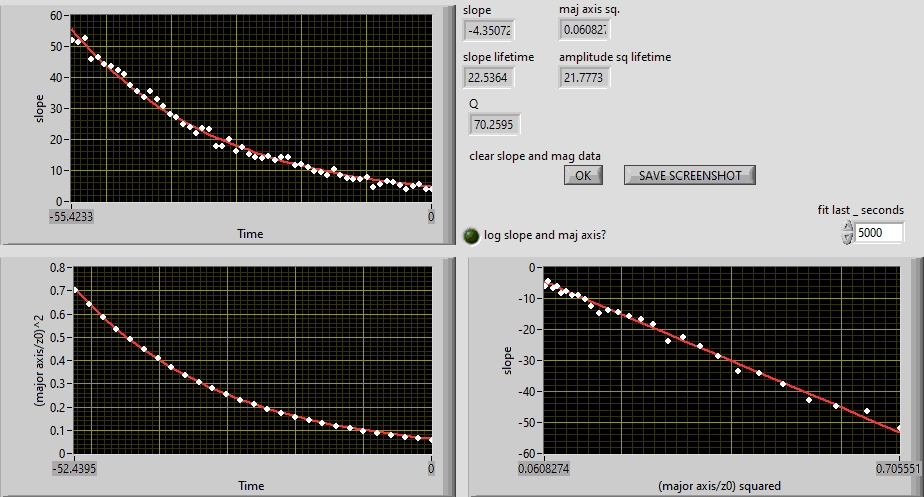 slope
maj axis sq.
-4.35072
0.060827
slope lifetime
amplitude sq lifetime
22.5364
21.7773
Q
70.2595
clear slope and mag data
OK
SAVE SCREENSHOT
fit last _ seconds
5000
log slope and maj axis?
60
50
40
30
20
10
0
slope
-55.4233
0
Time
0.8
0.7
0.6
0.5
0.4
0.3
0.2
0.1
0
(major axis/z0)^2
-52.4395
0
Time
0
-10
-20
-30
-40
-50
-60
slope
0.0608274
0.705551
(major axis/z0) squared